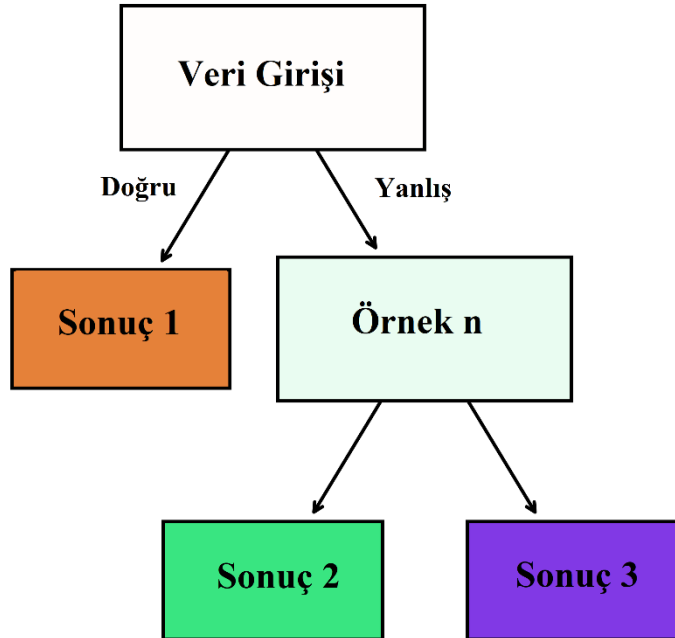 Veri Girişi
Doğru
Yanlış
Sonuç 1
Örnek n
Sonuç 2
Sonuç 3